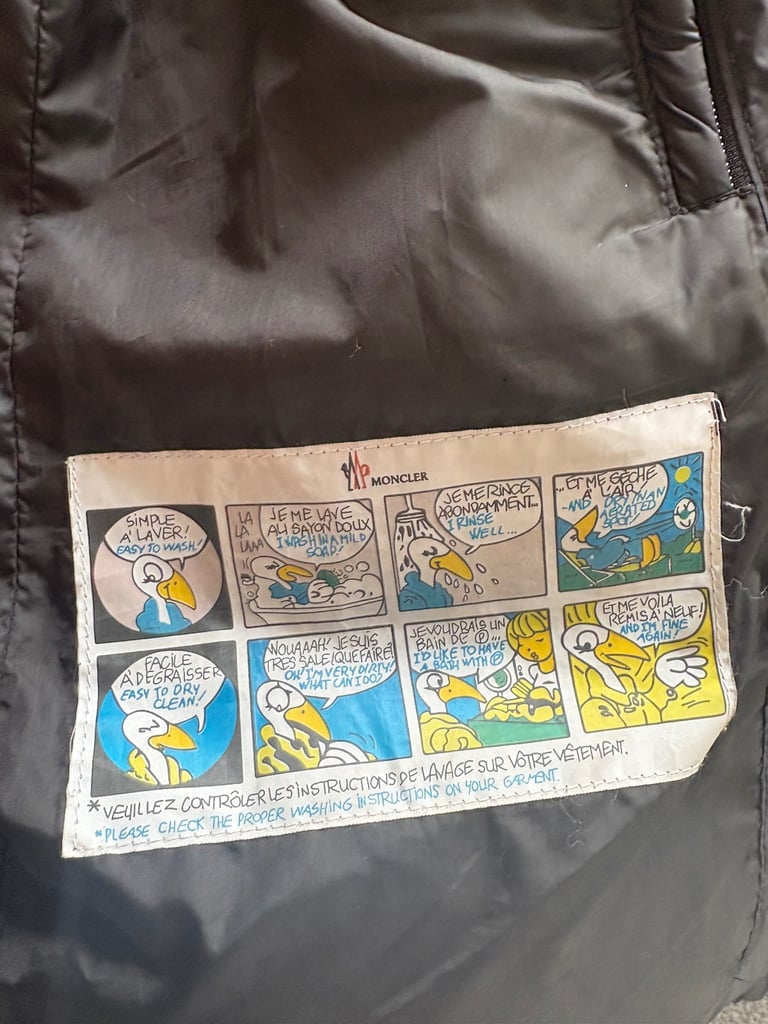 MONCLER
SIMPLE
A' LAVER!
EASY TO WASH!
LA
LA
LAAA
JE ME LAVE
AU SAVON DOUX
I WASH IN A MILD
SOAP!
JE ME RINCE
ABONDAMMENT...
I RINSE
WELL...
...ET ME SECHE
A' L'AIR...
...AND I DRY IN AN
AERATED
SPOT
FACILE
A' DEGRAISSER
EASY TO DRY
CLEAN!
WOUAAAH! JE SUIS
TRES SALE! QUE FAIRE!
OH! I'M VERY DIRTY!
WHAT CAN I DO?
JE VOUDRAIS UN
BAIN DE Ⓟ...
I'D LIKE TO HAVE
A BATH WITH Ⓟ
ET ME VOILA
REMIS A' NEUF!
AND I'M FINE
AGAIN!
*VEUILLEZ CONTRÔLER LES INSTRUCTIONS DE LAVAGE SUR VÔTRE VÊTEMENT.
*PLEASE CHECK THE PROPER WASHING INSTRUCTIONS ON YOUR GARMENT.